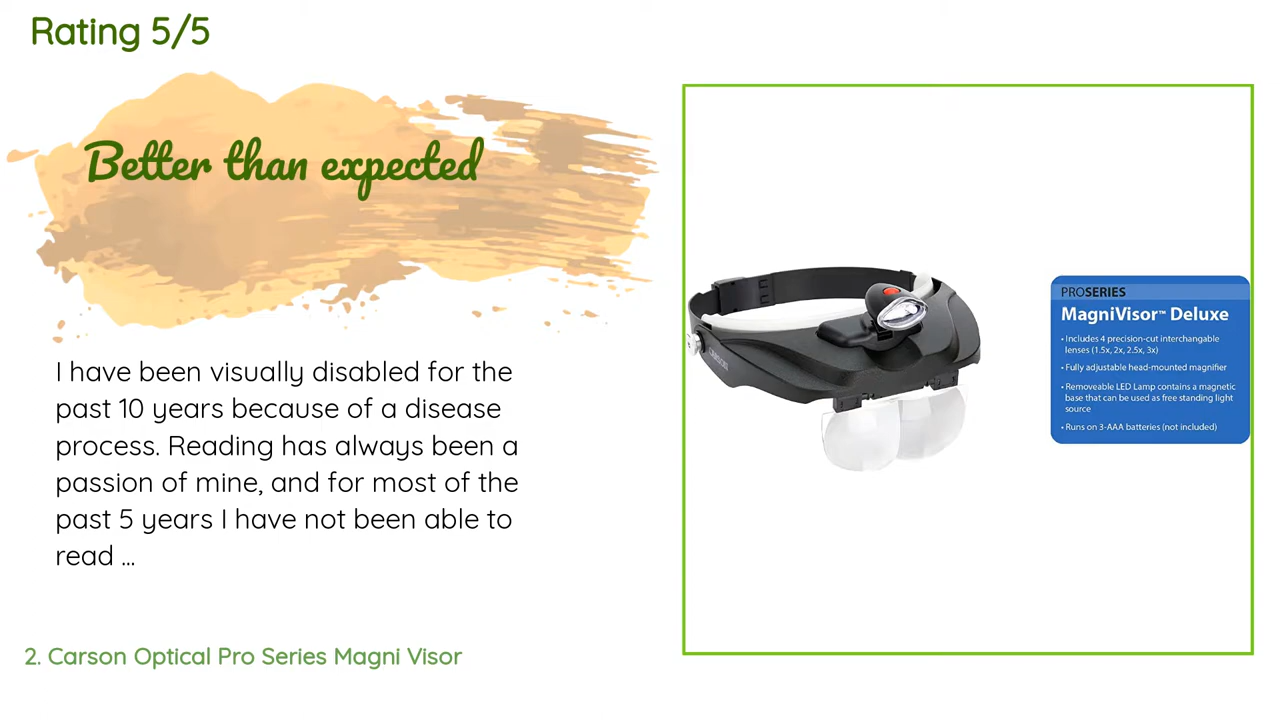 Rating 5/5
Better than expected
I have been visually disabled for the
past 10 years because of a disease
process. Reading has always been a
passion of mine, and for most of the
past 5 years I have not been able to
read ...
2. Carson Optical Pro Series Magni Visor
CARSON
PROSERIES
MagniVisor™ Deluxe
• Includes 4 precision-cut interchangable
lenses (1.5x, 2x, 2.5x, 3x)
• Fully adjustable head-mounted magnifier
• Removeable LED Lamp contains a magnetic
base that can be used as free standing light
source
• Runs on 3-AAA batteries (not included)